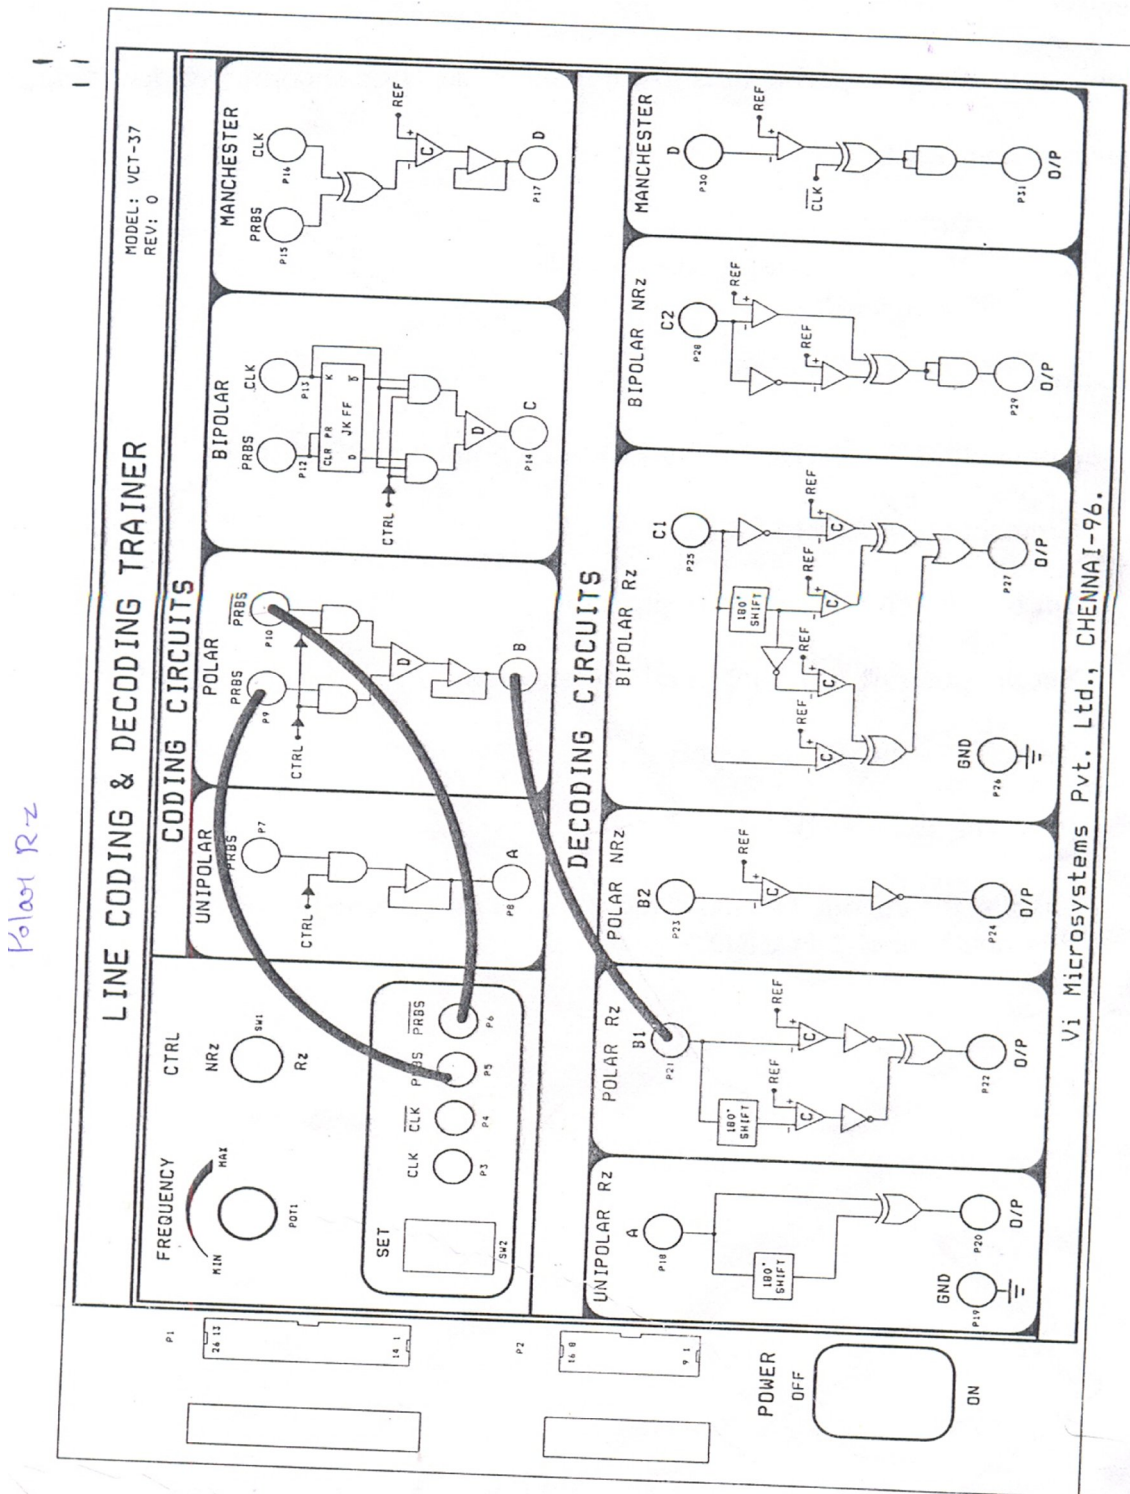 Polar Rz
LINE CODING & DECODING TRAINER
MODEL: VCT-37
REV: 0
CODING CIRCUITS
FREQUENCY
MIN
MAX
POT1
CTRL
NRz
SW1
Rz
SET
SW2
CLK
P3
CLK
P4
PRBS
P5
PRBS
P6
UNIPOLAR
PRBS
P7
CTRL
A
P8
POLAR
PRBS
PRBS
P9
P10
CTRL
D
B
BIPOLAR
PRBS
CLK
P12
P13
CLR PR K
JK FF
CTRL
D
P14
C
MANCHESTER
PRBS
CLK
P15
P16
REF
C
P17
D
DECODING CIRCUITS
UNIPOLAR Rz
A
P18
180°
SHIFT
GND
P19
P20
O/P
POLAR Rz
B1
P21
180°
SHIFT
REF
REF
C
C
P22
O/P
POLAR NRz
B2
P23
REF
C
P24
O/P
BIPOLAR Rz
C1
P25
180°
SHIFT
REF
REF
REF
REF
C
C
C
C
GND
P26
P27
O/P
BIPOLAR NRz
C2
P28
REF
REF
P29
O/P
MANCHESTER
D
P30
REF
CLK
P31
O/P
P1
26 13
14 1
P2
16 8
9 1
POWER
OFF
ON
Vi Microsystems Pvt. Ltd., CHENNAI-96.